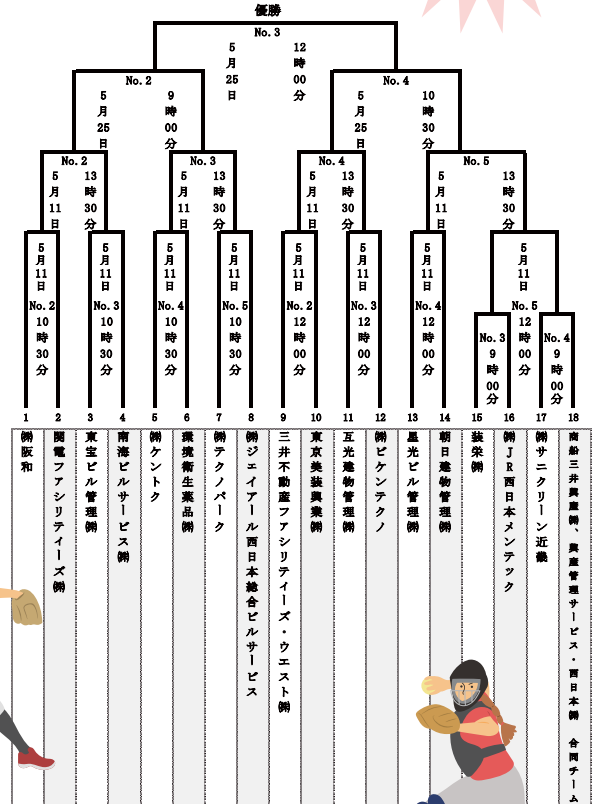 優勝
No.3
5月25日 12時00分
No.2
5月25日 9時00分
No.4
5月25日 10時30分
No.2
5月11日 13時30分
No.3
5月11日 13時30分
No.4
5月11日 13時30分
No.5
5月11日 13時30分
5月11日 No.2 10時30分
5月11日 No.3 10時30分
5月11日 No.4 10時30分
5月11日 No.5 10時30分
5月11日 No.2 12時00分
5月11日 No.3 12時00分
5月11日 No.4 12時00分
5月11日 No.5 12時00分
No.3 9時00分
No.4 9時00分
1 ㈱阪和
2 関電ファシリティーズ㈱
3 東宝ビル管理㈱
4 南海ビルサービス㈱
5 ㈱ケントク
6 環境衛生薬品㈱
7 ㈱テクノパーク
8 ㈱ジェイアール西日本総合ビルサービス
9 三井不動産ファシリティーズ・ウエスト㈱
10 東京美装興業㈱
11 互光建物管理㈱
12 ㈱ビケンテクノ
13 星光ビル管理㈱
14 朝日建物管理㈱
15 装栄㈱
16 ㈱JR西日本メンテック
17 ㈱サニクリーン近畿
18 商船三井興産㈱、興産管理サービス・西日本㈱ 合同チーム